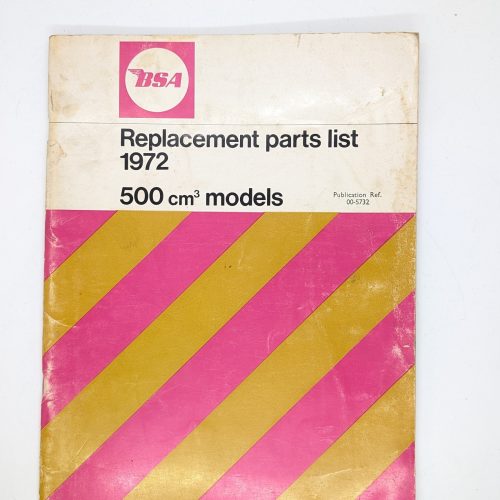 BSA
Replacement parts list
1972
500 cm³ models
Publication Ref.
00-5732